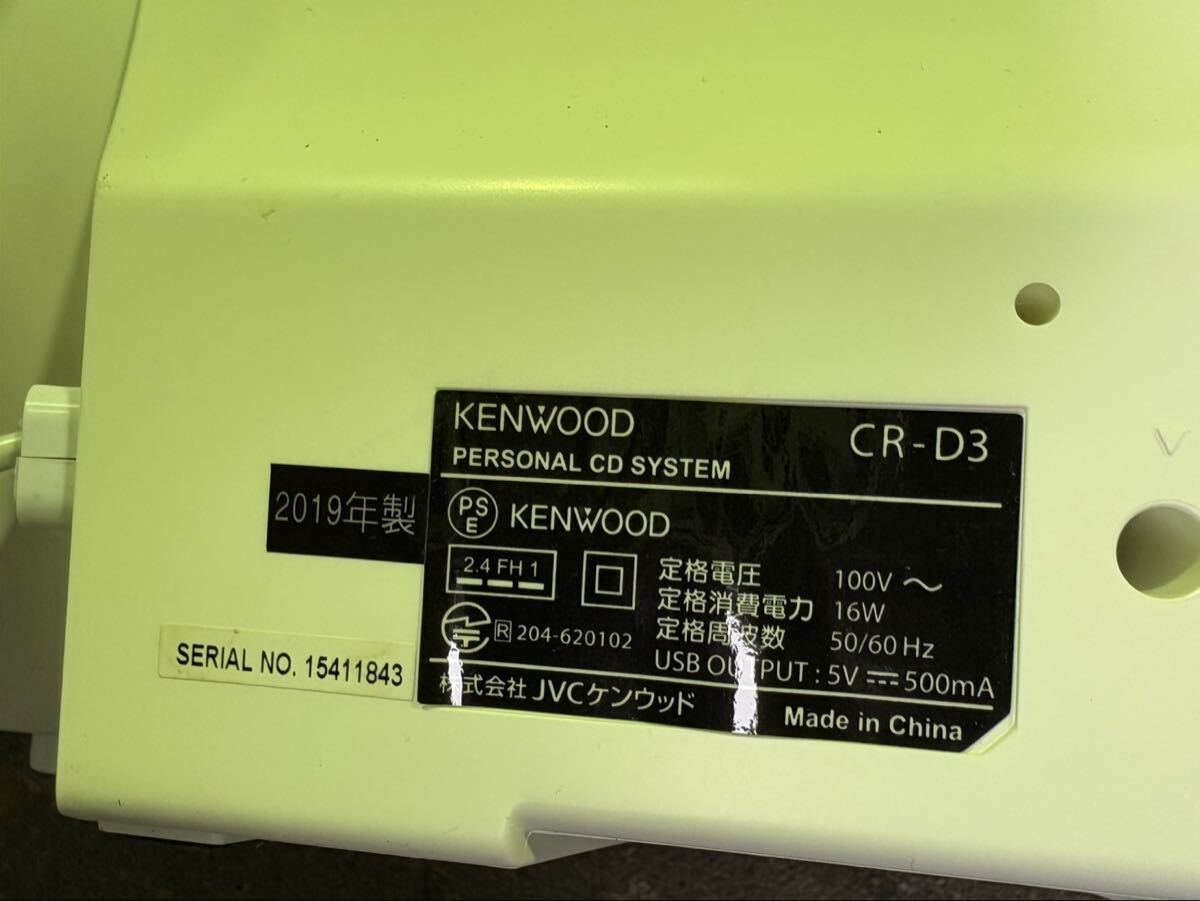 KENWOOD
CR-D3
PERSONAL CD SYSTEM
2019年製
PS
E
KENWOOD
2.4 FH 1
定格電圧 100V ～
定格消費電力 16W
定格周波数 50/60 Hz
R 204-620102
USB OUTPUT : 5V ⎓ 500mA
SERIAL NO. 15411843
株式会社 JVCケンウッド
Made in China